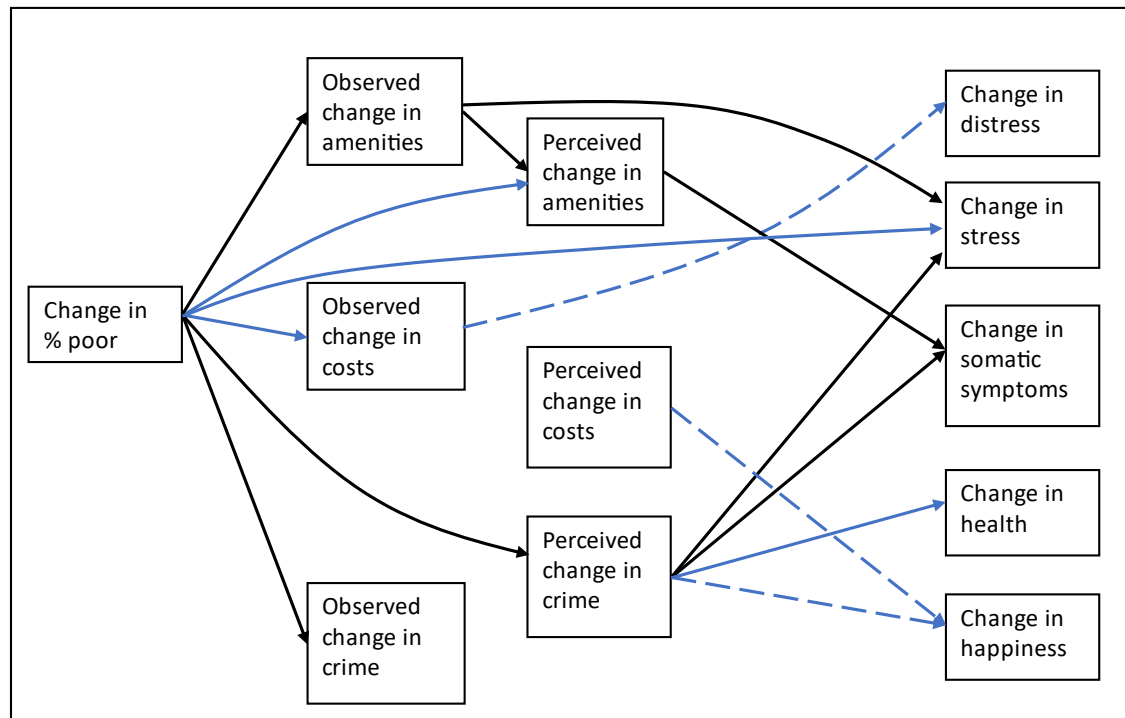 Observed
change in
amenities
Change in
distress
Perceived
change in
amenities
Change in
stress
Change in
% poor
Observed
change in
costs
Change in
somatic
symptoms
Perceived
change in
costs
Change in
health
Perceived
change in
crime
Observed
change in
crime
Change in
happiness